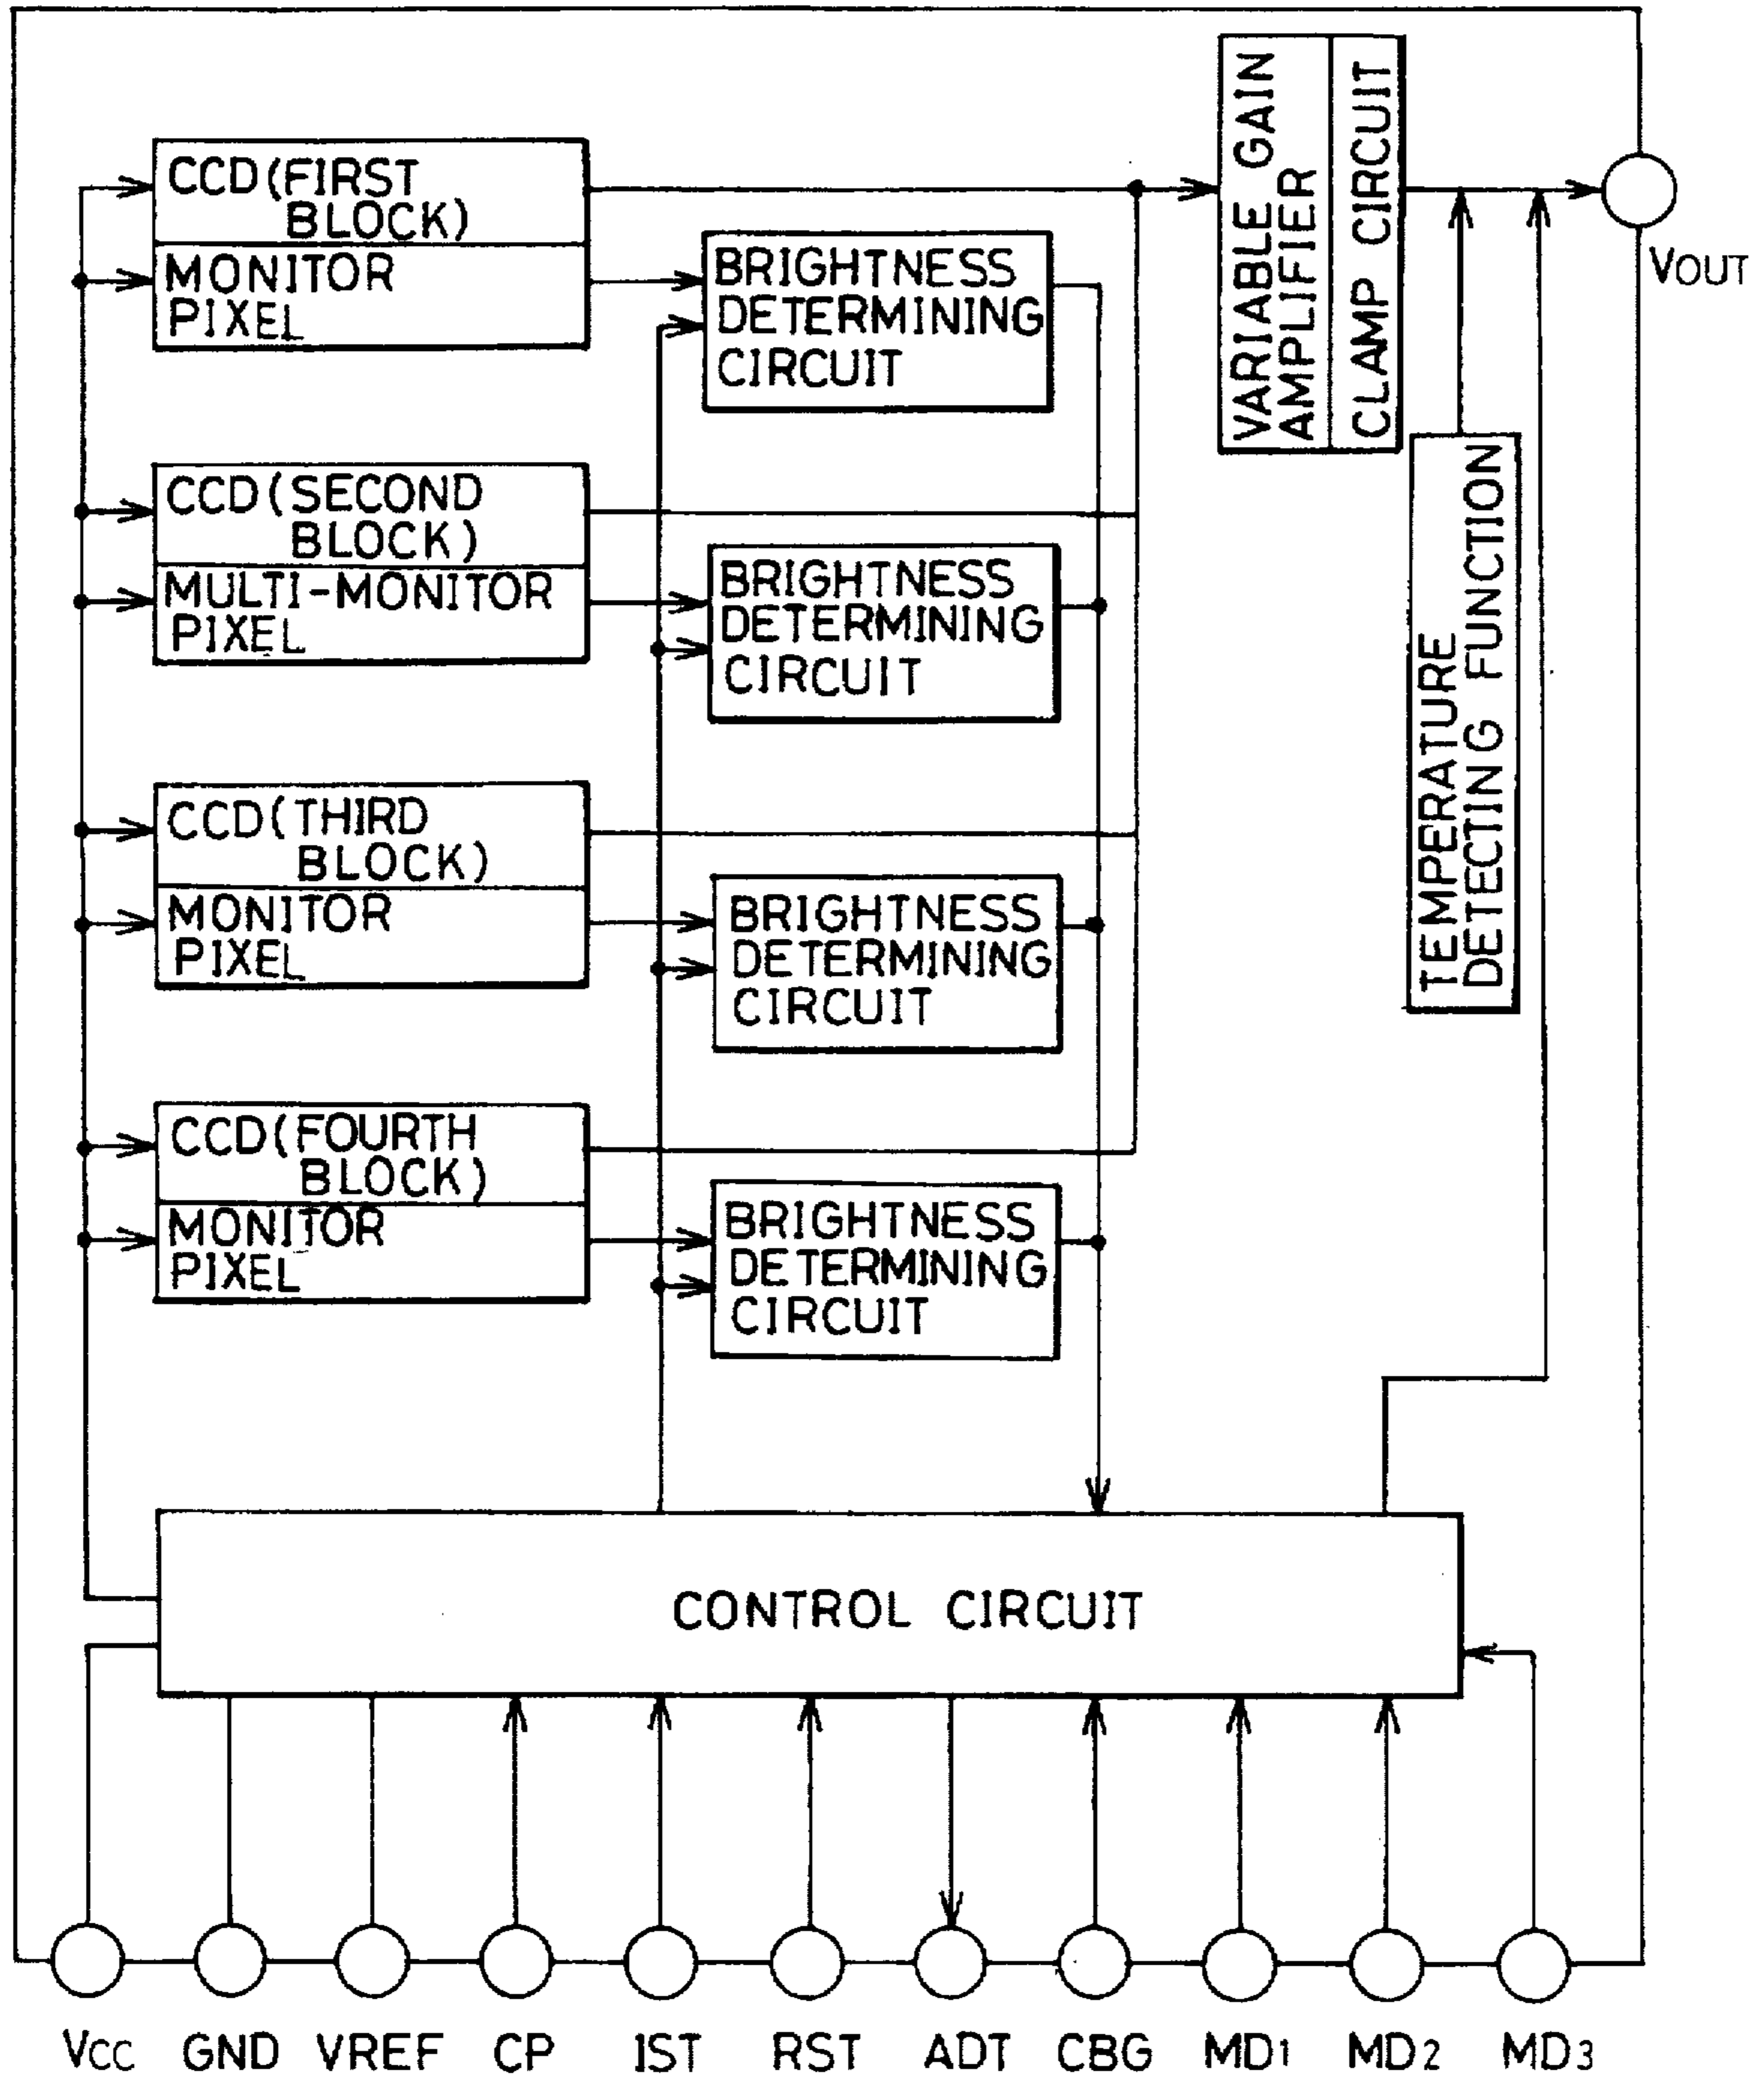 CCD(FIRST
BLOCK)
MONITOR
PIXEL
BRIGHTNESS
DETERMINING
CIRCUIT
VARIABLE GAIN
AMPLIFIER
CLAMP CIRCUIT
VOUT
CCD(SECOND
BLOCK)
MULTI-MONITOR
PIXEL
BRIGHTNESS
DETERMINING
CIRCUIT
TEMPERATURE
DETECTING FUNCTION
CCD(THIRD
BLOCK)
MONITOR
PIXEL
BRIGHTNESS
DETERMINING
CIRCUIT
CCD(FOURTH
BLOCK)
MONITOR
PIXEL
BRIGHTNESS
DETERMINING
CIRCUIT
CONTROL CIRCUIT
VCC GND VREF CP IST RST ADT CBG MD1 MD2 MD3